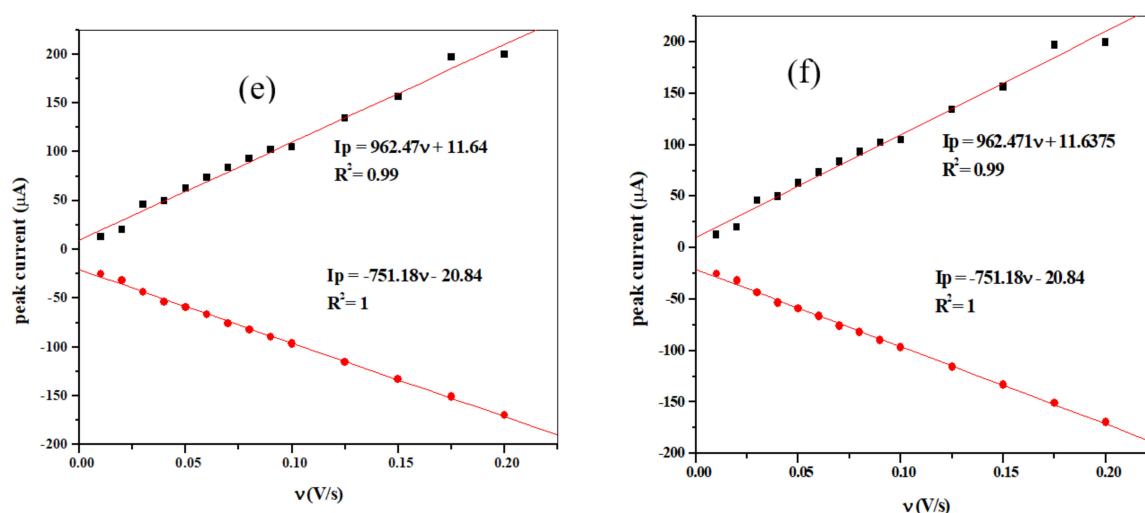 (e)
200
150
100
50
0
-50
-100
-150
-200
peak current (μA)
Ip = 962.47ν + 11.64
R² = 0.99
Ip = -751.18ν - 20.84
R² = 1
0.00 0.05 0.10 0.15 0.20
ν (V/s)
(f)
200
150
100
50
0
-50
-100
-150
-200
peak current (μA)
Ip = 962.471ν + 11.6375
R² = 0.99
Ip = -751.18ν - 20.84
R² = 1
0.00 0.05 0.10 0.15 0.20
ν (V/s)